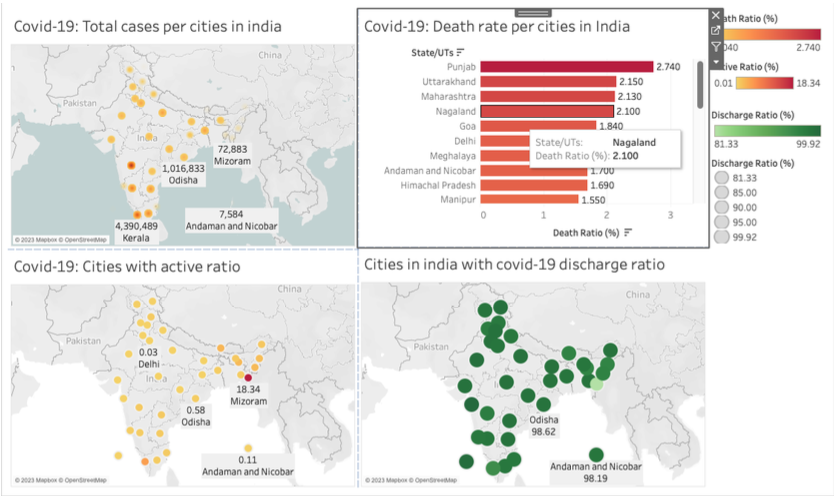 Covid-19: Total cases per cities in india
China
Pakistan
India
72,883
Mizoram
1,016,833
Odisha
7,584
Andaman and Nicobar
4,390,489
Kerala
© 2023 Mapbox © OpenStreetMap
Covid-19: Death rate per cities in India
State/UTs
Punjab 2.740
Uttarakhand 2.150
Maharashtra 2.130
Nagaland 2.100
Goa 1.840
Delhi
Meghalaya
Andaman and Nicobar 1.700
Himachal Pradesh 1.690
Manipur 1.550
State/UTs: Nagaland
Death Ratio (%): 2.100
0 1 2 3
Death Ratio (%)
ath Ratio (%)
040 2.740
tive Ratio (%)
0.01 18.34
Discharge Ratio (%)
81.33 99.92
Discharge Ratio (%)
81.33
85.00
90.00
95.00
99.92
Covid-19: Cities with active ratio
China
Pakistan
0.03
Delhi
India
18.34
Mizoram
0.58
Odisha
0.11
Andaman and Nicobar
© 2023 Mapbox © OpenStreetMap
Cities in india with covid-19 discharge ratio
China
Pakistan
Odisha
98.62
Andaman and Nicobar
98.19
© 2023 Mapbox © OpenStreetMap